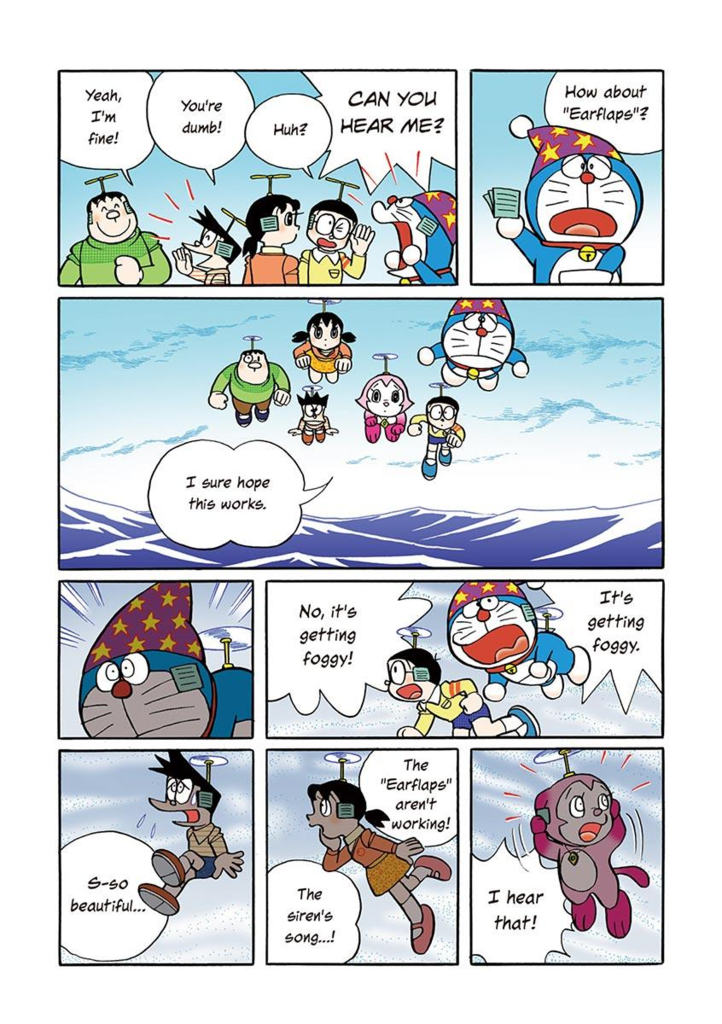 How about
"Earflaps"?
CAN YOU
HEAR ME?
Huh?
You're
dumb!
Yeah,
I'm
fine!
I sure hope
this works.
It's
getting
foggy.
No, it's
getting
foggy!
I hear
that!
The
"Earflaps"
aren't
working!
The
siren's
song...!
S-so
beautiful...